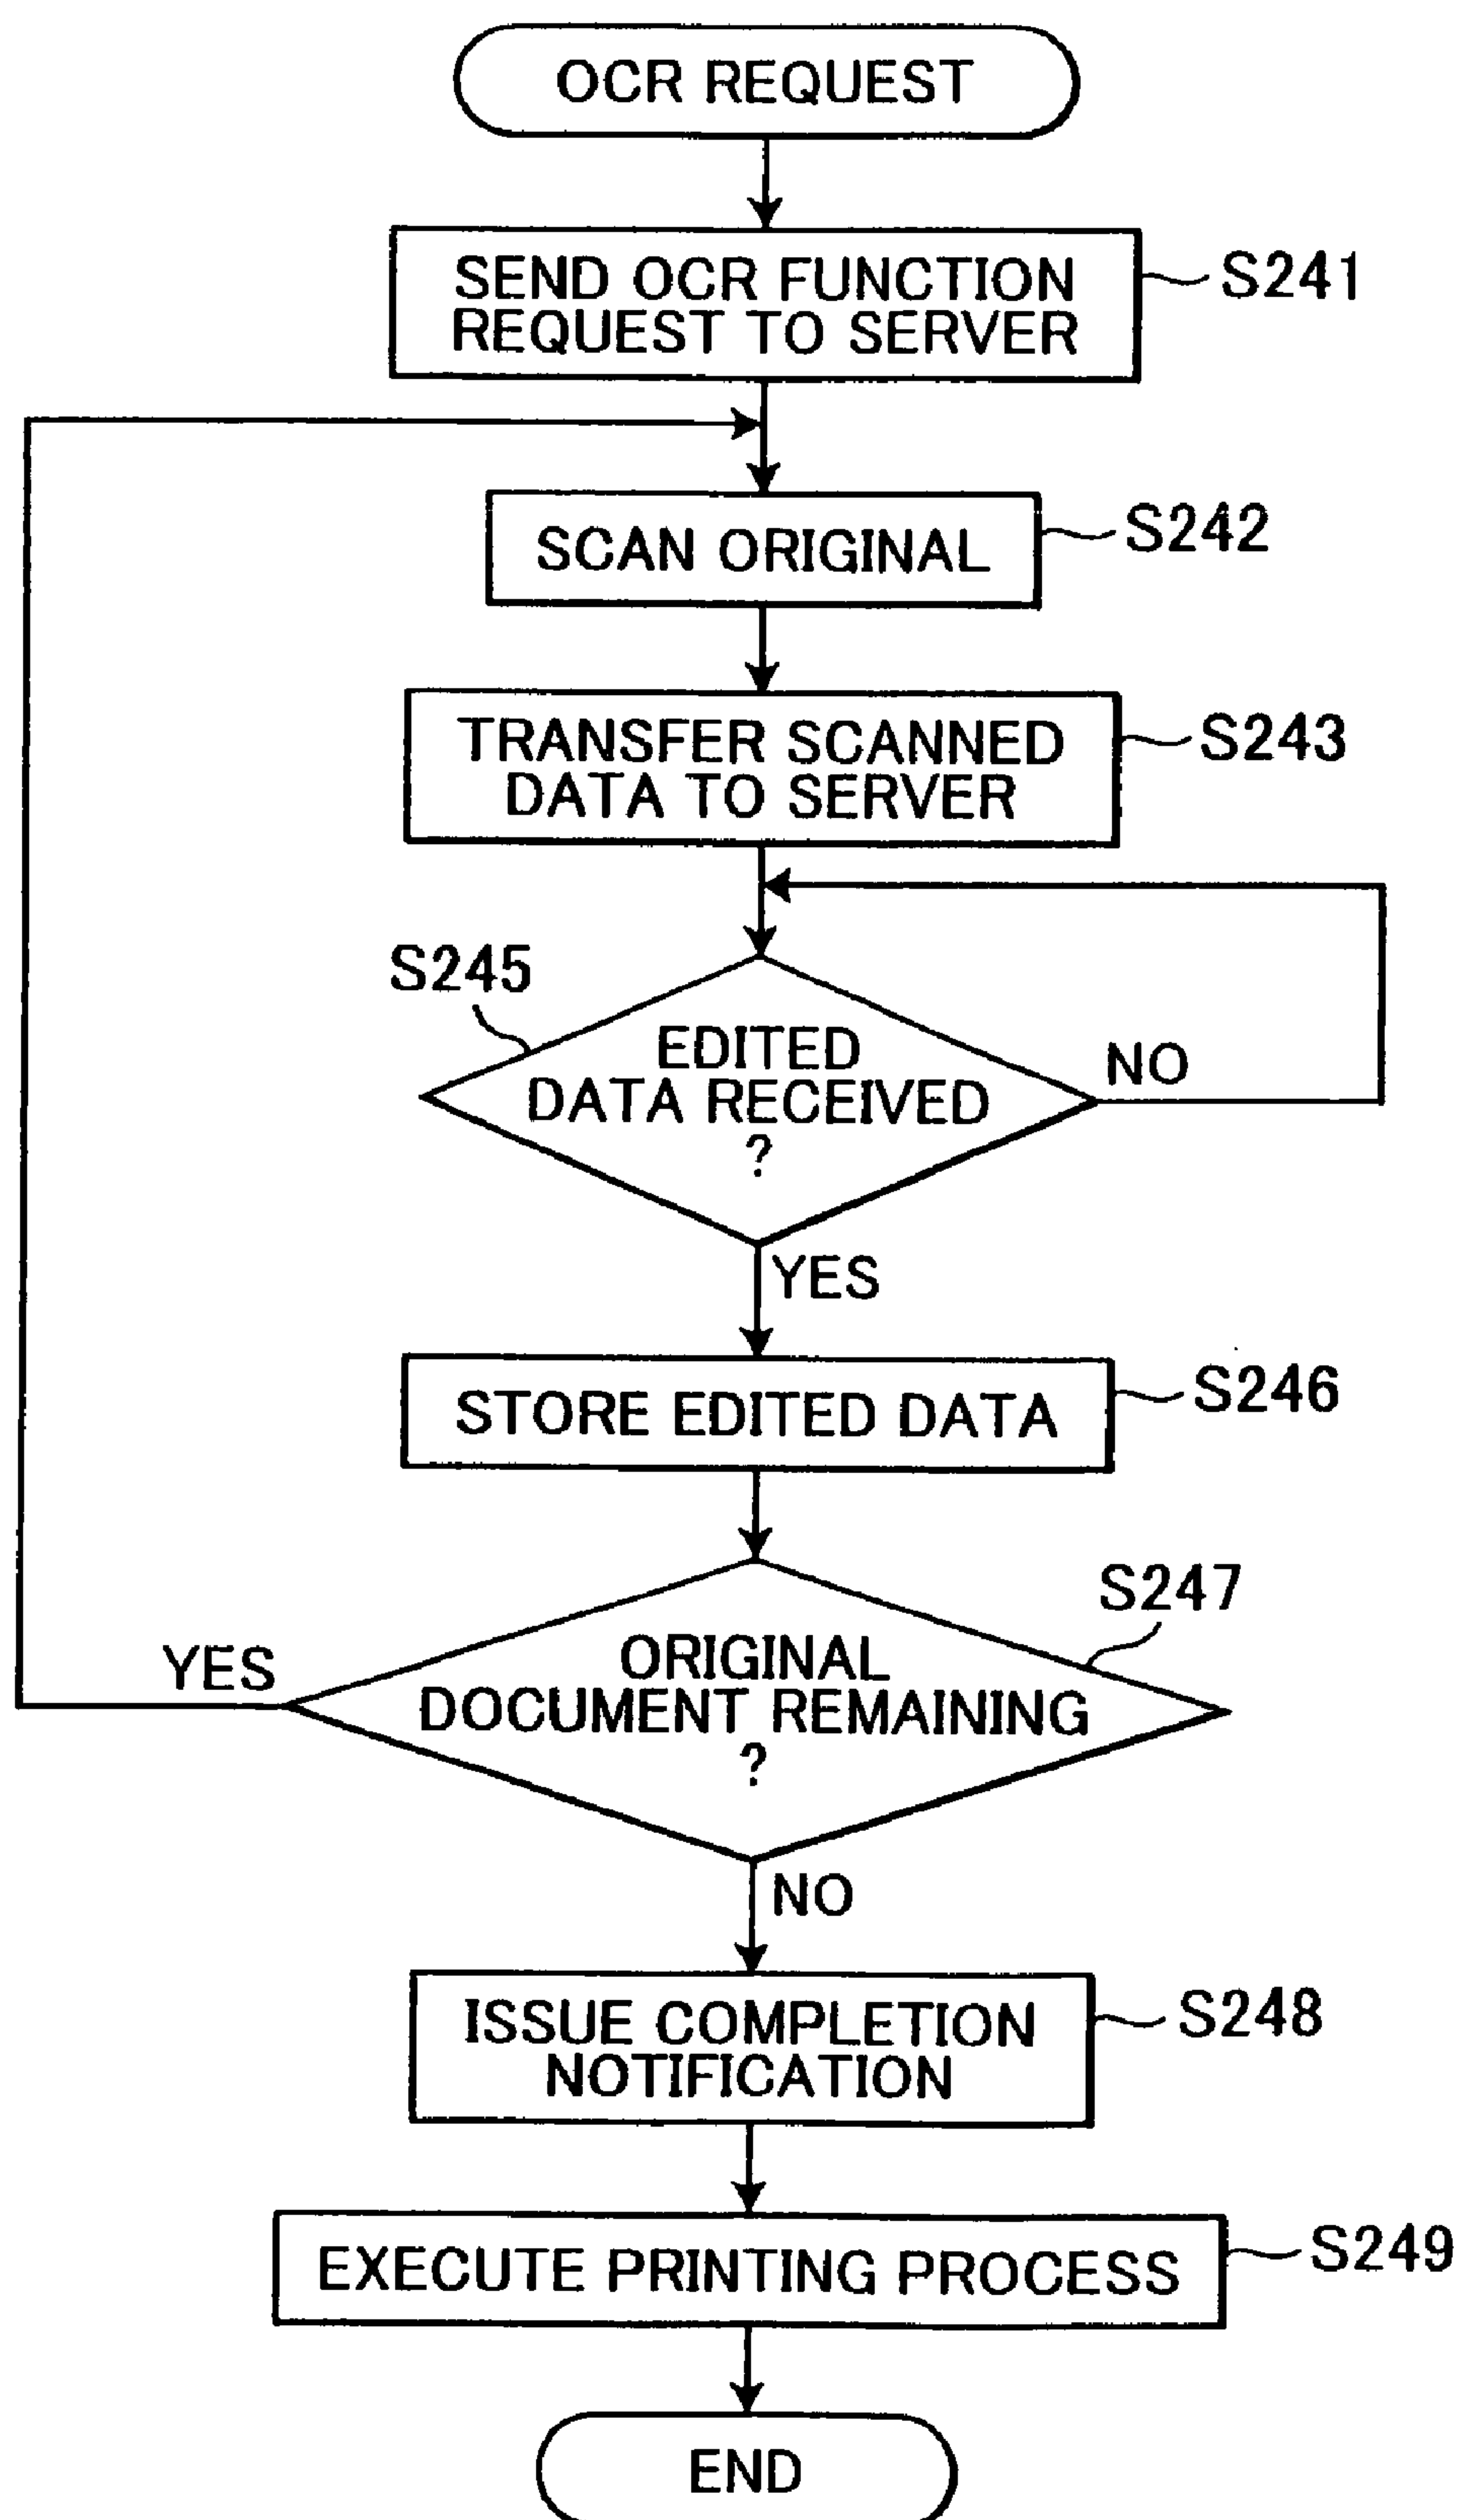 OCR REQUEST
SEND OCR FUNCTION
REQUEST TO SERVER
S241
SCAN ORIGINAL
S242
TRANSFER SCANNED
DATA TO SERVER
S243
S245
EDITED
DATA RECEIVED
?
NO
YES
STORE EDITED DATA
S246
S247
ORIGINAL
DOCUMENT REMAINING
?
YES
NO
ISSUE COMPLETION
NOTIFICATION
S248
EXECUTE PRINTING PROCESS
S249
END